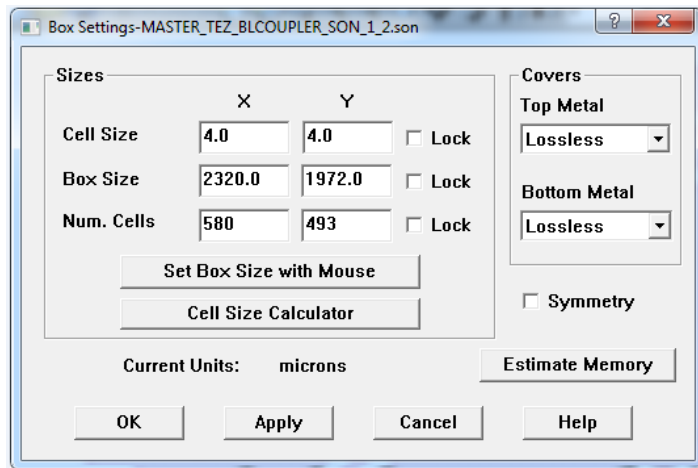 Box Settings-MASTER_TEZ_BLCOUPLER_SON_1_2.son
Sizes
X Y
Cell Size 4.0 4.0 Lock
Box Size 2320.0 1972.0 Lock
Num. Cells 580 493 Lock
Set Box Size with Mouse
Cell Size Calculator
Covers
Top Metal
Lossless
Bottom Metal
Lossless
Symmetry
Current Units: microns
Estimate Memory
OK Apply Cancel Help